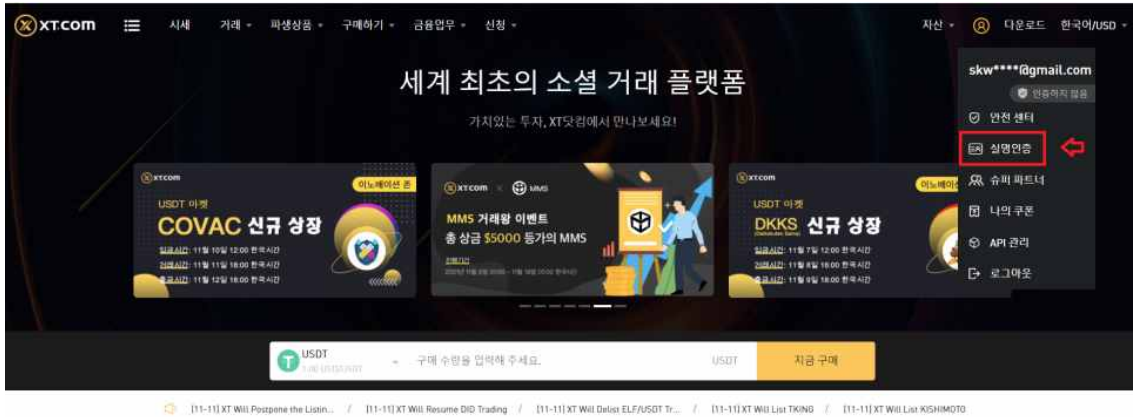 xt.com 시세 거래 파생상품 구매하기 금융업무 신청 자산 다운로드 한국어/USD
skw****@gmail.com
인증하지 않음
안전 센터
실명인증
슈퍼 파트너
나의 쿠폰
API 관리
로그아웃
세계 최초의 소셜 거래 플랫폼
가치있는 투자, XT닷컴에서 만나보세요!
xt.com
이노베이션 존
USDT 마켓
COVAC 신규 상장
입금시간: 11월 10일 12:00 한국시간
거래시간: 11월 11일 18:00 한국시간
출금시간: 11월 12일 18:00 한국시간
xt.com × MMS
MMS 거래왕 이벤트
총 상금 $5000 등가의 MMS
xt.com
이노베이션
USDT 마켓
DKKS 신규 상장
입금시간: 11월 7일 12:00 한국시간
거래시간: 11월 8일 18:00 한국시간
출금시간: 11월 9일 18:00 한국시간
USDT
구매 수량을 입력해 주세요. USDT 지금 구매
[11-11] XT Will Postpone the Listin... / [11-11] XT Will Resume DID Trading / [11-11] XT Will Delist ELF/USDT Tr... / [11-11] XT Will List TKING / [11-11] XT Will List KISHIMOTO